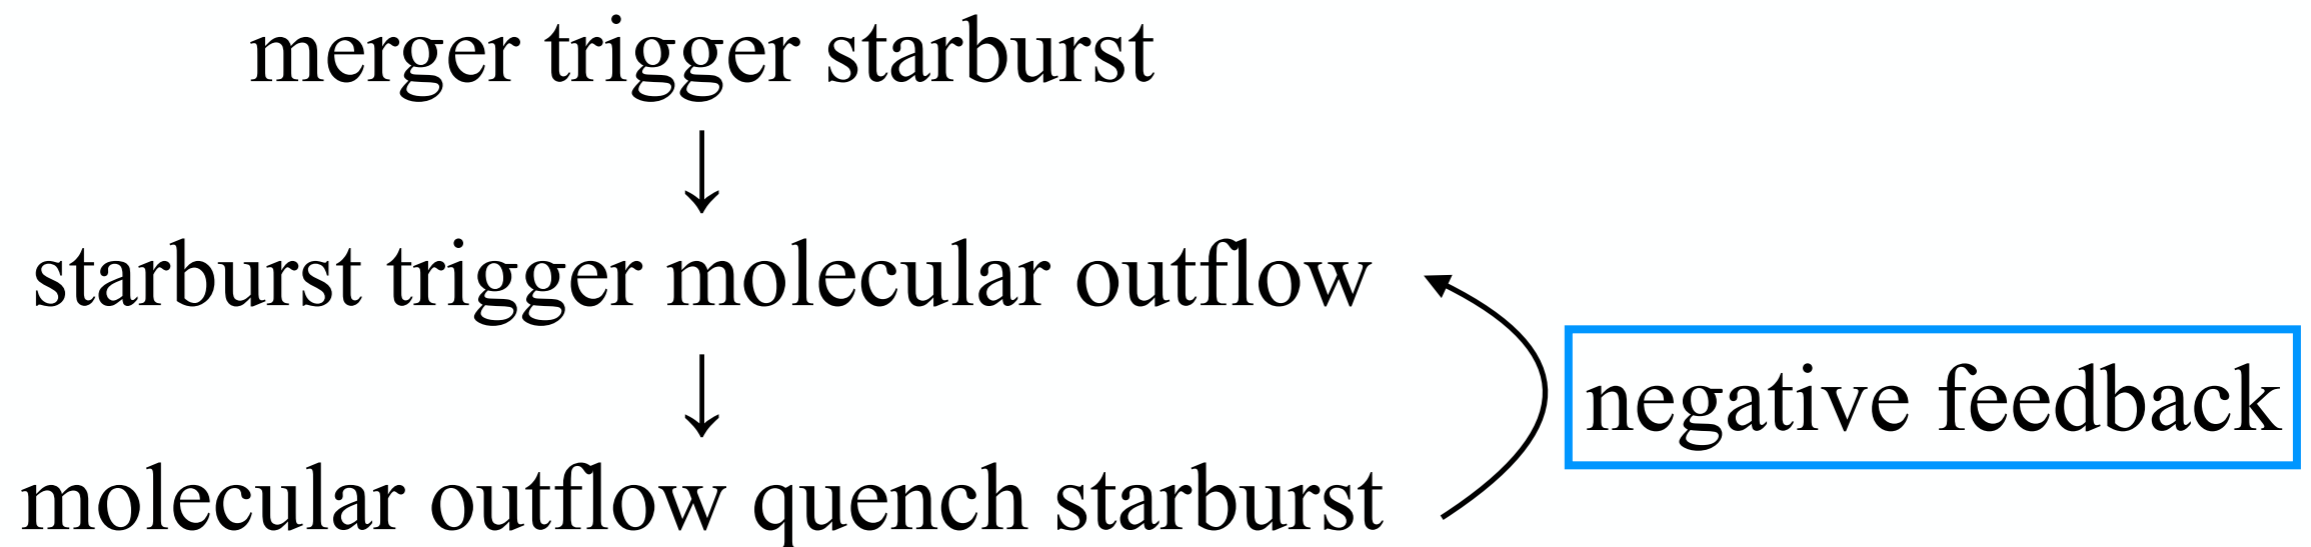 merger trigger starburst
↓
starburst trigger molecular outflow
↓
negative feedback
molecular outflow quench starburst